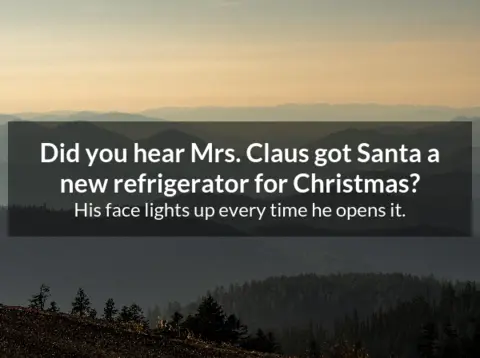 Did you hear Mrs. Claus got Santa a
new refrigerator for Christmas?
His face lights up every time he opens it.